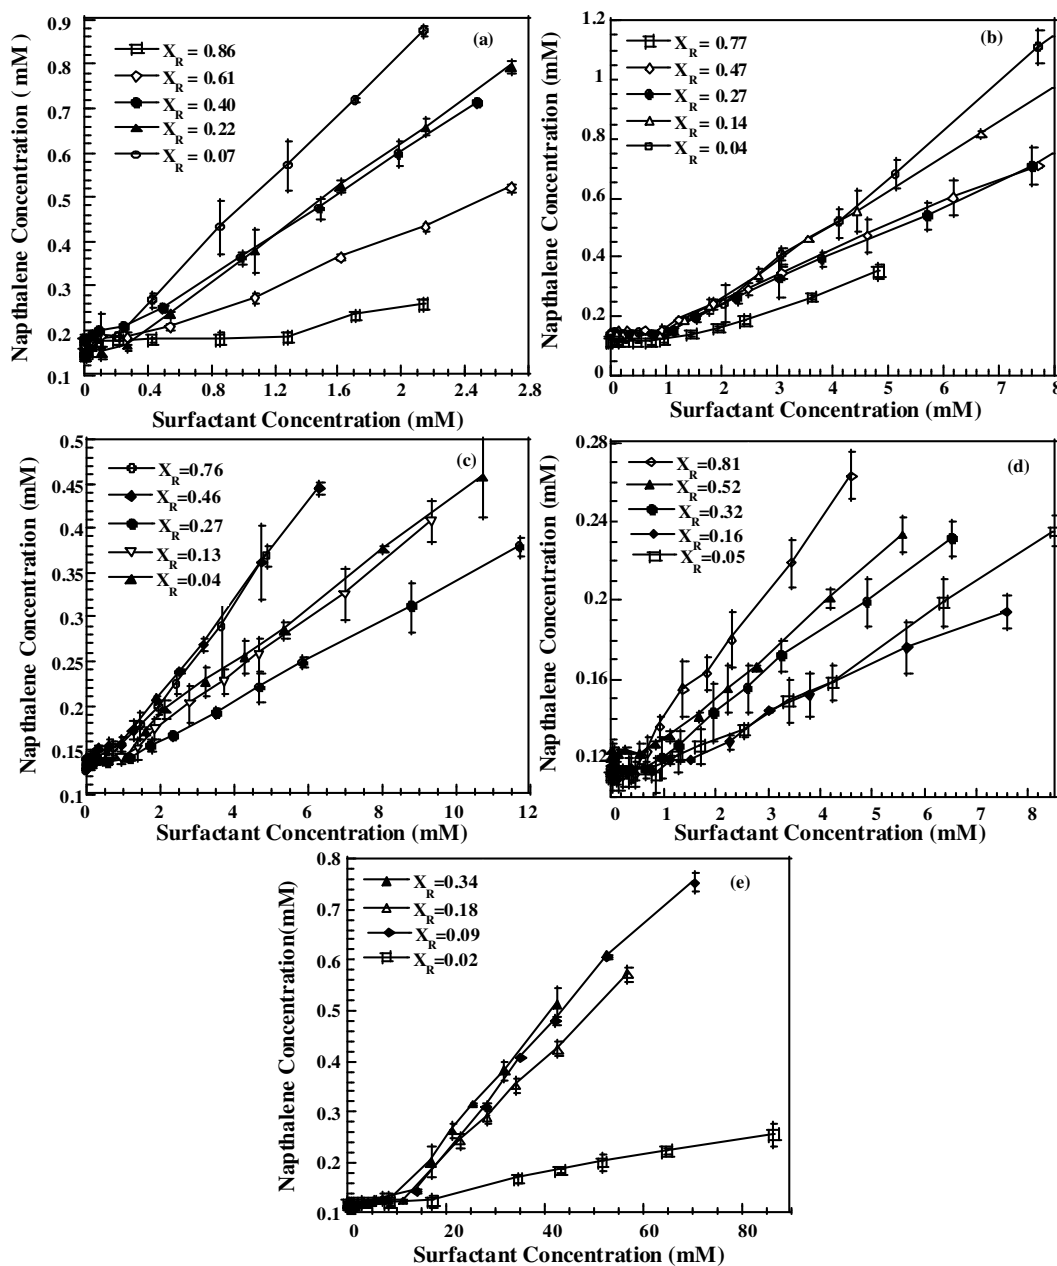 (a)
X_R = 0.86
X_R = 0.61
X_R = 0.40
X_R = 0.22
X_R = 0.07
0.9
0.8
0.7
0.6
0.5
0.4
0.3
0.2
0.1
Napthalene Concentration ( mM)
0 0.4 0.8 1.2 1.6 2 2.4 2.8
Surfactant Concentration (mM)
(b)
X_R = 0.77
X_R = 0.47
X_R = 0.27
X_R = 0.14
X_R = 0.04
1.2
1
0.8
0.6
0.4
0.2
0
Napthalene Concentration (mM)
0 1 2 3 4 5 6 7 8
Surfactant Concentration (mM)
(c)
X_R=0.76
X_R=0.46
X_R=0.27
X_R=0.13
X_R=0.04
0.5
0.45
0.4
0.35
0.3
0.25
0.2
0.15
0.1
Napthalene Concentration (mM)
0 2 4 6 8 10 12
Surfactant Concentration (mM)
(d)
X_R=0.81
X_R=0.52
X_R=0.32
X_R=0.16
X_R=0.05
0.28
0.24
0.2
0.16
0.12
Napthalene Concentration (mM)
0 1 2 3 4 5 6 7 8
Surfactant Concentration (mM)
(e)
X_R=0.34
X_R=0.18
X_R=0.09
X_R=0.02
0.8
0.7
0.6
0.5
0.4
0.3
0.2
0.1
Napthalene Concentration(mM)
0 20 40 60 80
Surfactant Concentration (mM)